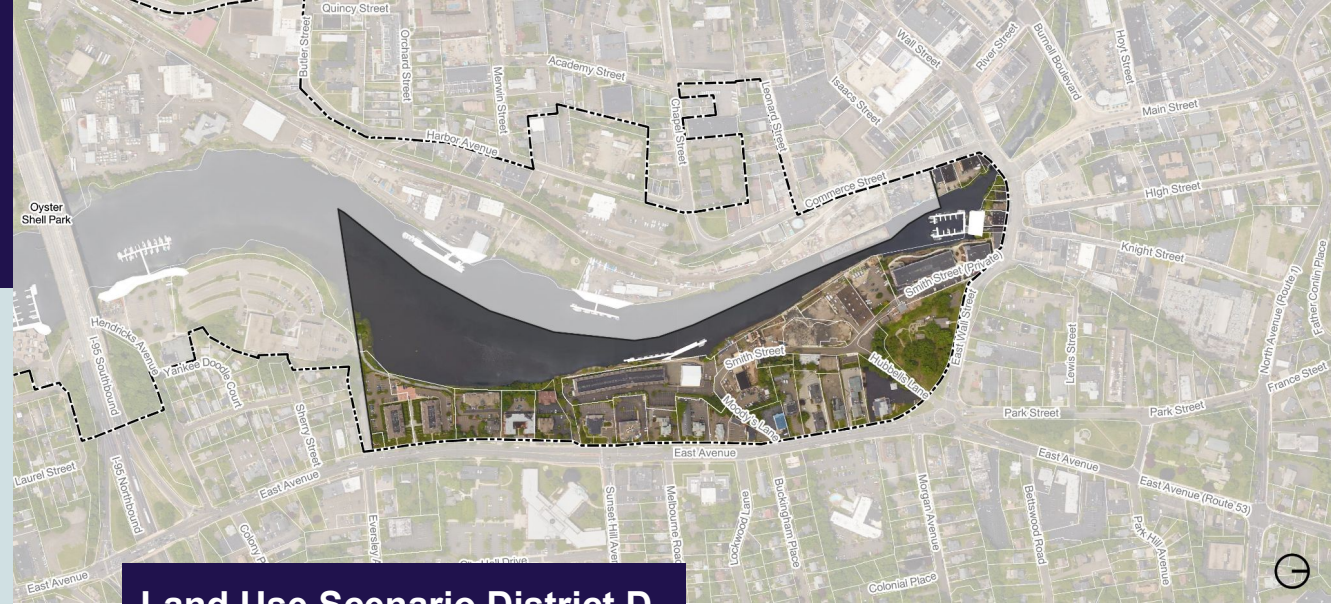 Quincy Street
Butler Street
Orchard Street
Merwin Street
Academy Street
Harbor Avenue
Chapel Street
Leonard Street
Isaacs Street
Wall Street
River Street
Burnell Boulevard
Hoyt Street
Main Street
Commerce Street
HIgh Street
Knight Street
North Avenue (Route 1)
Father Conlin Place
Oyster
Shell Park
Hendricks Avenue
I-95 Southbound
Yankee Doodle Court
Sherry Street
Smith Street (Private)
East Wall Street
Smith Street
Hubbells Lane
Moody's Lane
Lewis Street
France Steet
Park Street
Park Street
East Avenue
East Avenue
East Avenue (Route 53)
Laurel Street
I-95 Northbound
East Avenue
Colony P
Eversley A
Sunset Hill Aven
Melbourne Road
Lockwood Lane
Buckingham Place
Morgan Avenue
Bettswood Road
Park Hill Avenue
East Avenue
Colonial Place
Land Use Scenario District D